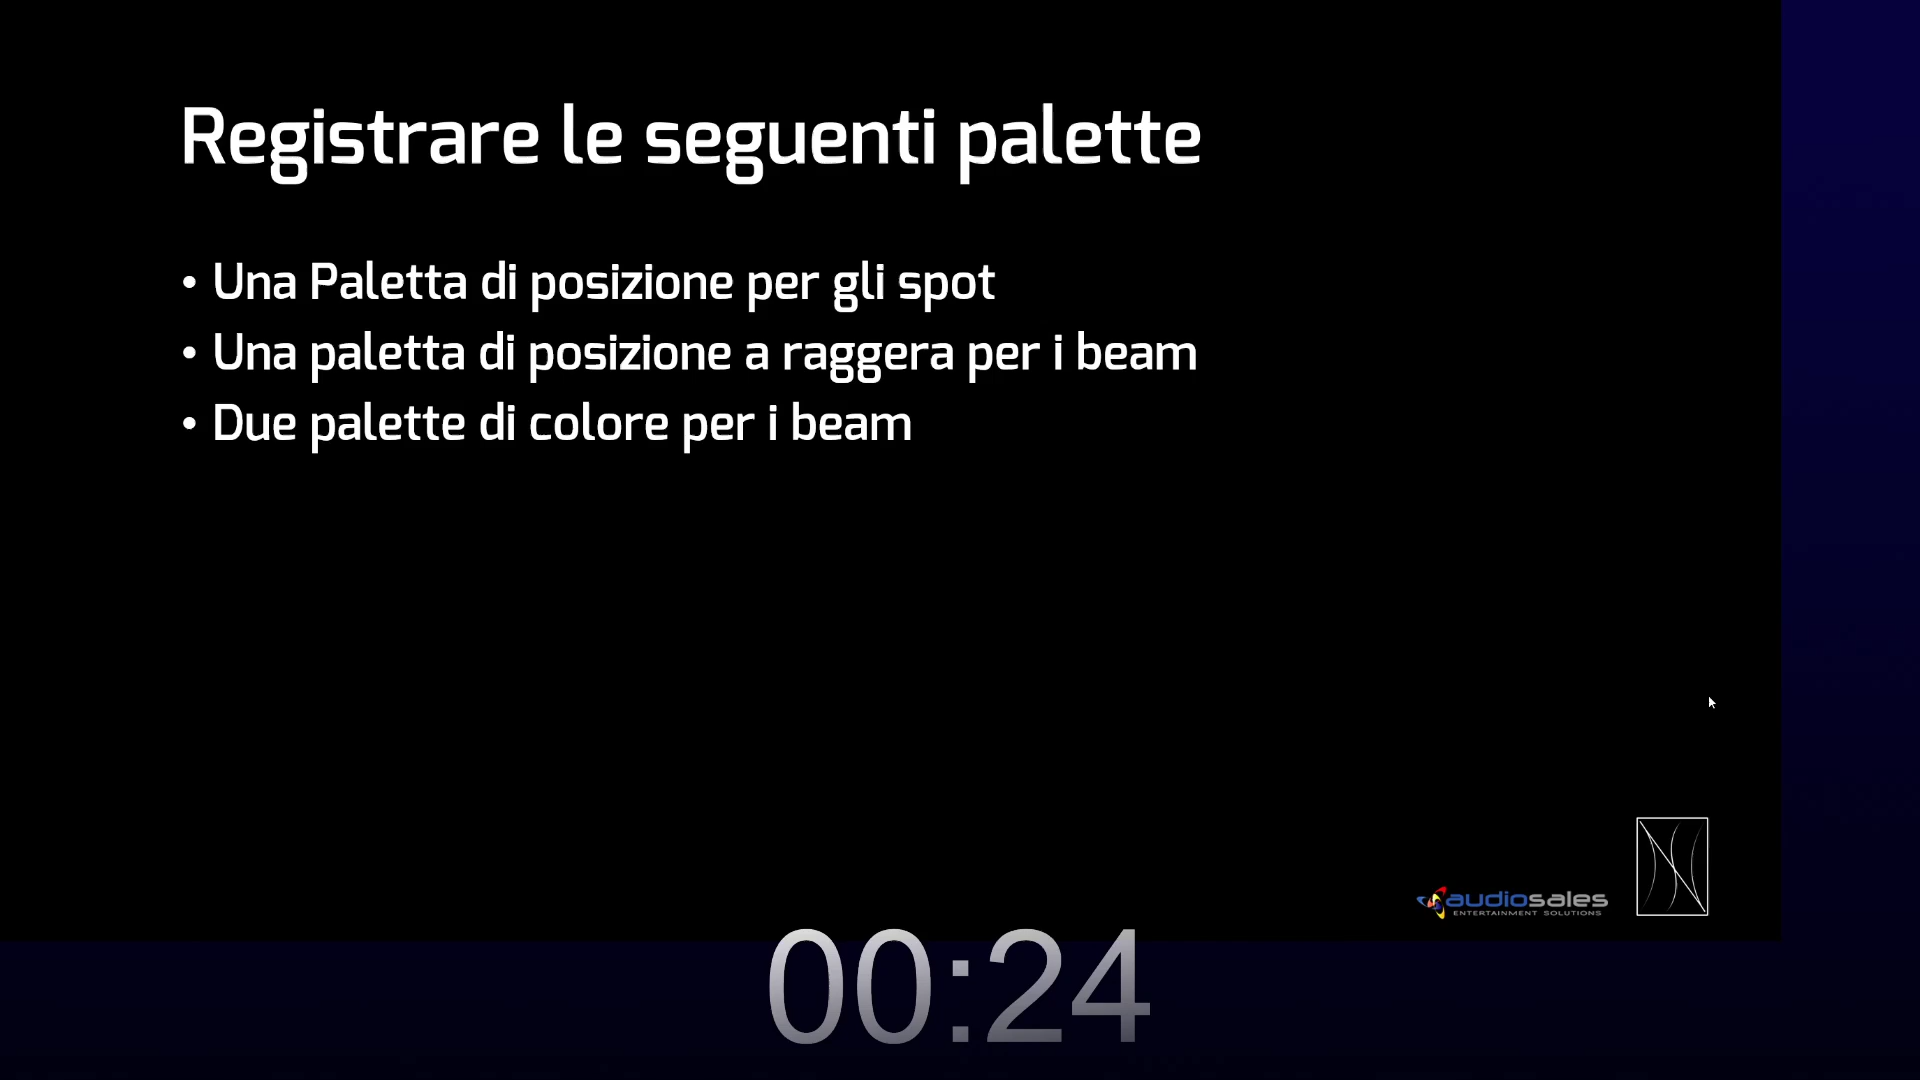 Registrare le seguenti palette
• Una Paletta di posizione per gli spot
• Una paletta di posizione a raggera per i beam
• Due palette di colore per i beam
audiosales
ENTERTAINMENT SOLUTIONS
00:24